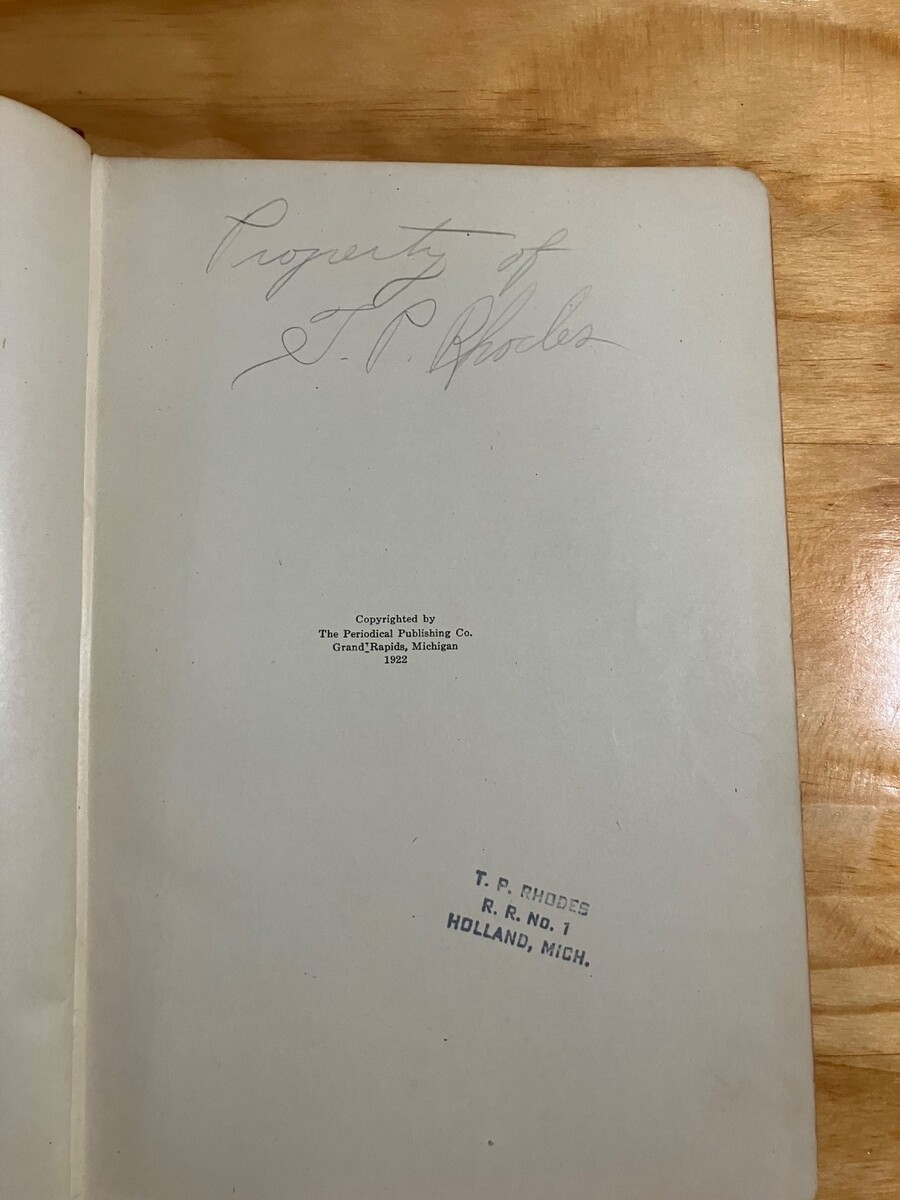 Property of
T. P. Rhodes
Copyrighted by
The Periodical Publishing Co.
Grand Rapids, Michigan
1922
T. P. RHODES
R. R. No. 1
HOLLAND, MICH.